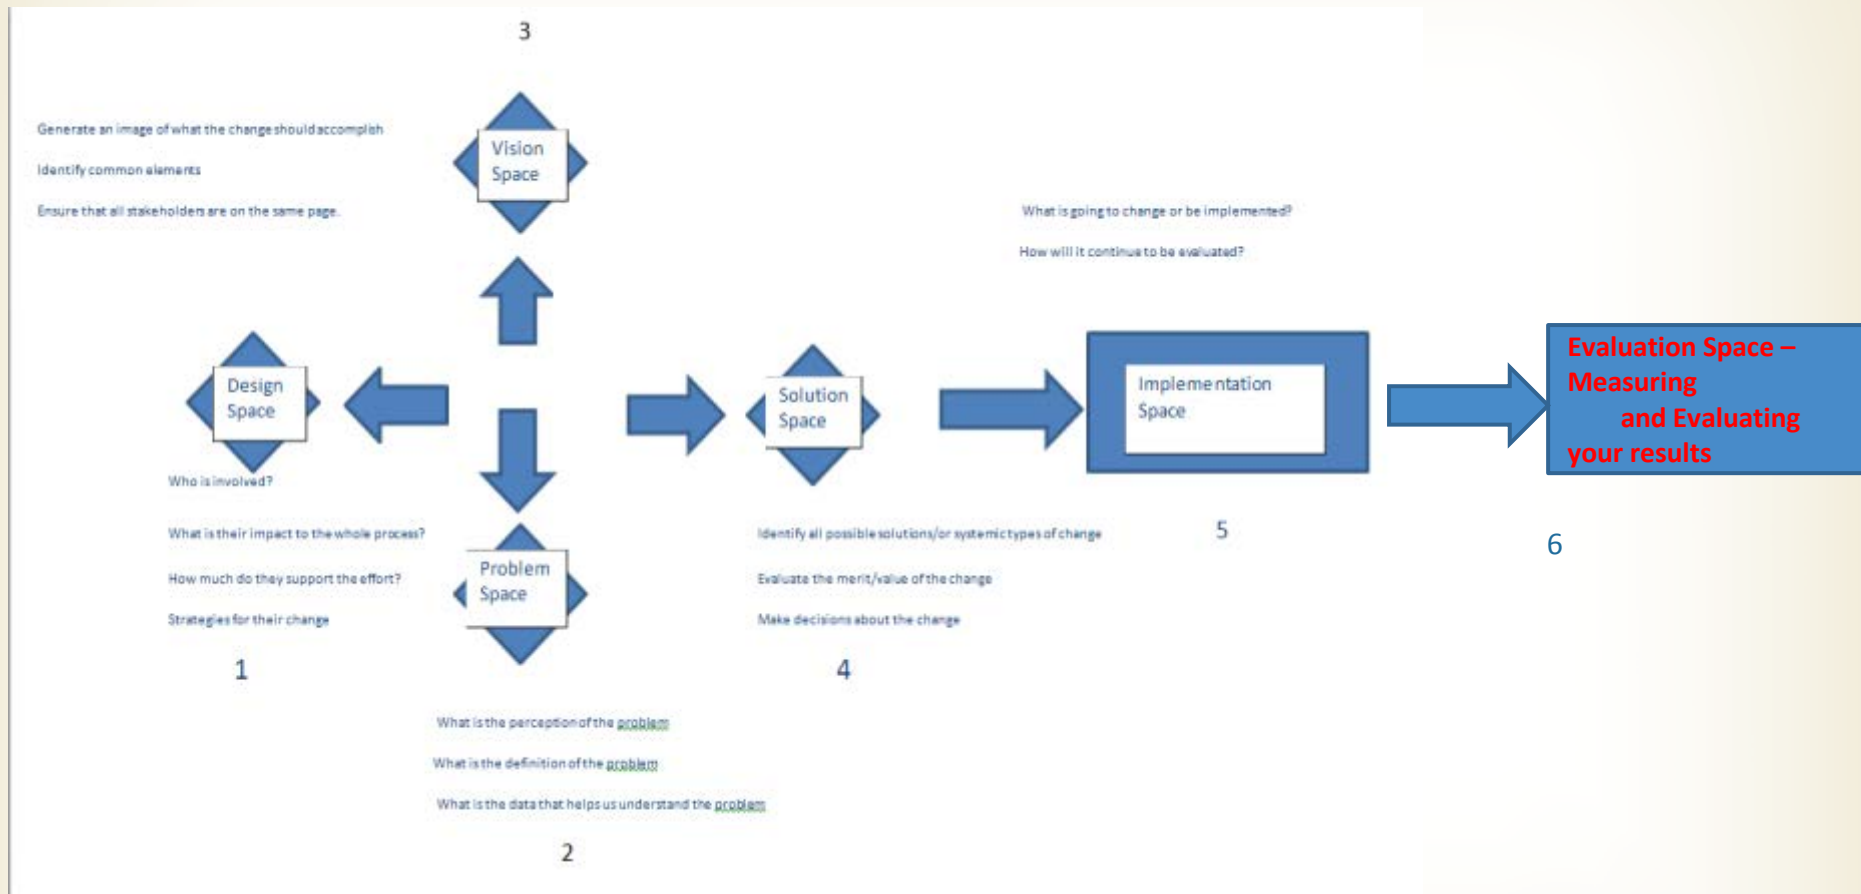 3
Generate an image of what the change should accomplish
Identify common elements
Ensure that all stakeholders are on the same page.
Vision
Space
What is going to change or be implemented?
How will it continue to be evaluated?
Design
Space
Who is involved?
What is their impact to the whole process?
How much do they support the effort?
Strategies for their change
1
Problem
Space
What is the perception of the problem
What is the definition of the problem
What is the data that helps us understand the problem
2
Solution
Space
Identify all possible solutions/or systemic types of change
Evaluate the merit/value of the change
Make decisions about the change
4
Implementation
Space
5
Evaluation Space –
Measuring
and Evaluating
your results
6